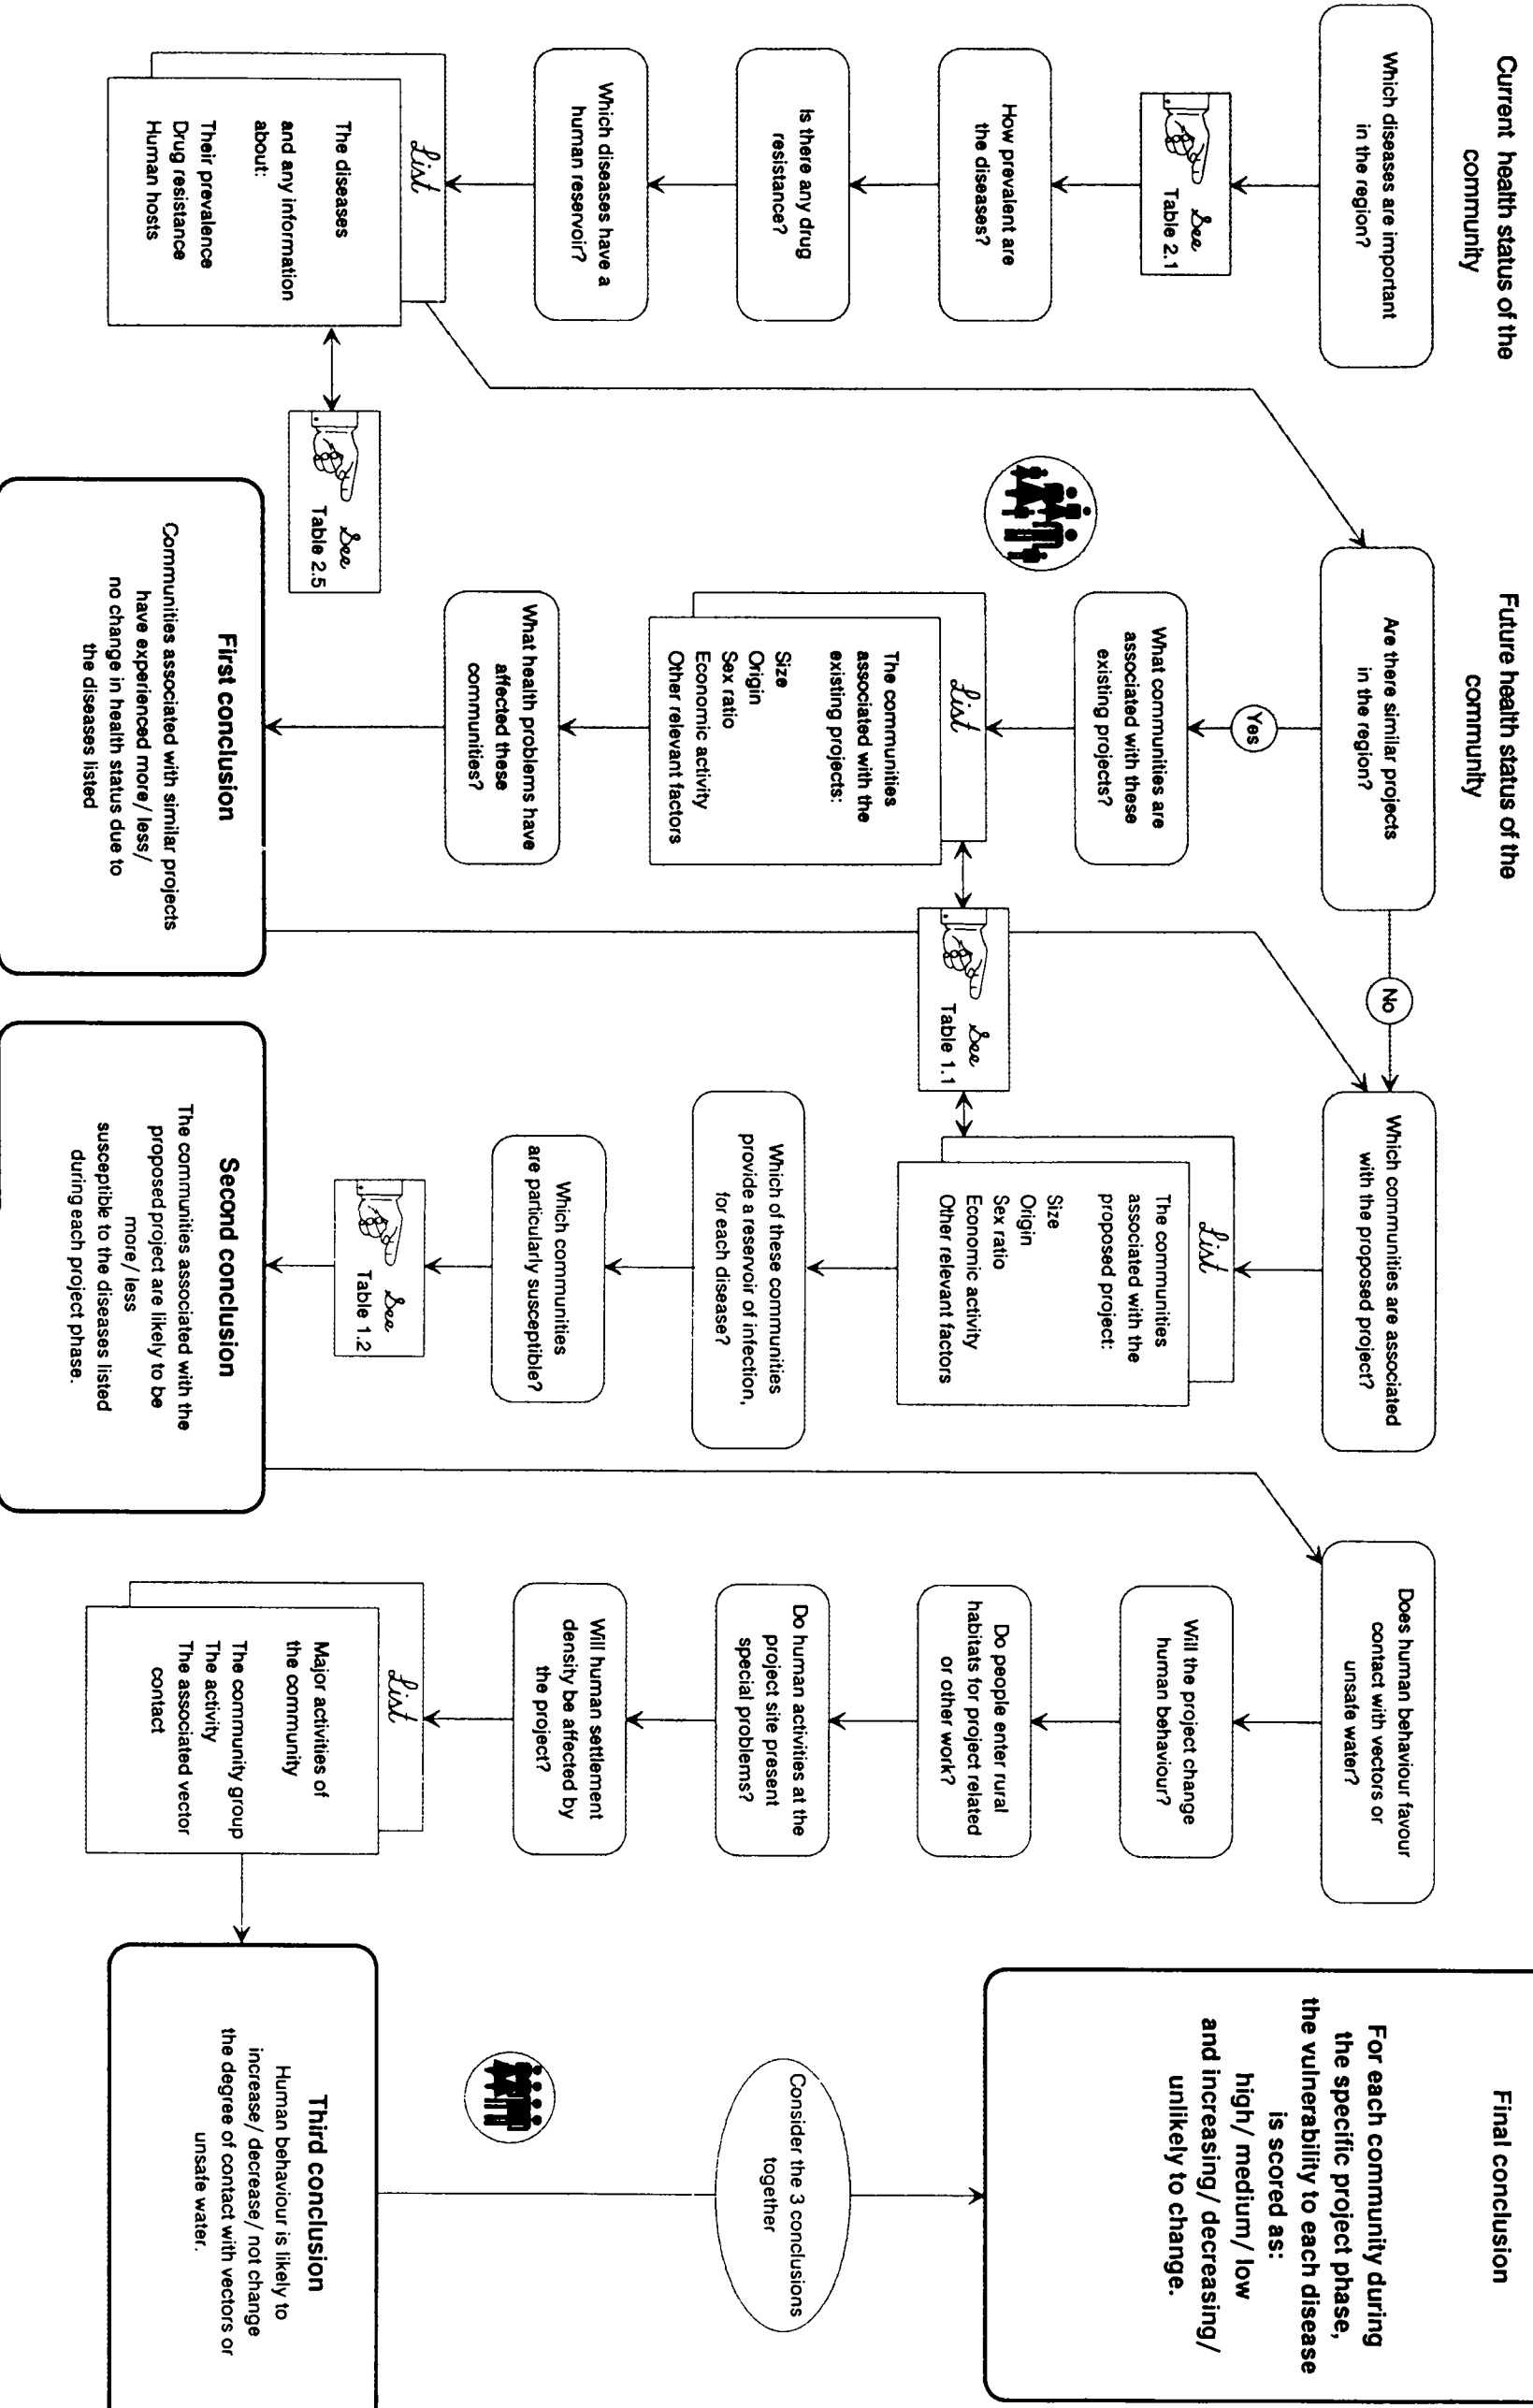 Current health status of the
community
Which diseases are important
in the region?
See
Table 2.1
How prevalent are
the diseases?
Is there any drug
resistance?
Which diseases have a
human reservoir?
List
The diseases
and any information
about:
Their prevalence
Drug resistance
Human hosts
See
Table 2.5
Future health status of the
community
Are there similar projects
in the region?
Yes
No
What communities are
associated with these
existing projects?
List
The communities
associated with the
existing projects:
Size
Origin
Sex ratio
Economic activity
Other relevant factors
See
Table 1.1
What health problems have
affected these
communities?
First conclusion
Communities associated with similar projects
have experienced more/ less/
no change in health status due to
the diseases listed
Which communities are associated
with the proposed project?
List
The communities
associated with the
proposed project:
Size
Origin
Sex ratio
Economic activity
Other relevant factors
Which of these communities
provide a reservoir of infection,
for each disease?
Which communities
are particularly susceptible?
See
Table 1.2
Second conclusion
The communities associated with the
proposed project are likely to be
more/ less
susceptible to the diseases listed
during each project phase.
Does human behaviour favour
contact with vectors or
unsafe water?
Will the project change
human behaviour?
Do people enter rural
habitats for project related
or other work?
Do human activities at the
project site present
special problems?
Will human settlement
density be affected by
the project?
List
Major activities of
the community
The community group
The activity
The associated vector
contact
Third conclusion
Human behaviour is likely to
increase/ decrease/ not change
the degree of contact with vectors or
unsafe water.
Consider the 3 conclusions
together
Final conclusion
For each community during
the specific project phase,
the vulnerability to each disease
is scored as:
high/ medium/ low
and increasing/ decreasing/
unlikely to change.